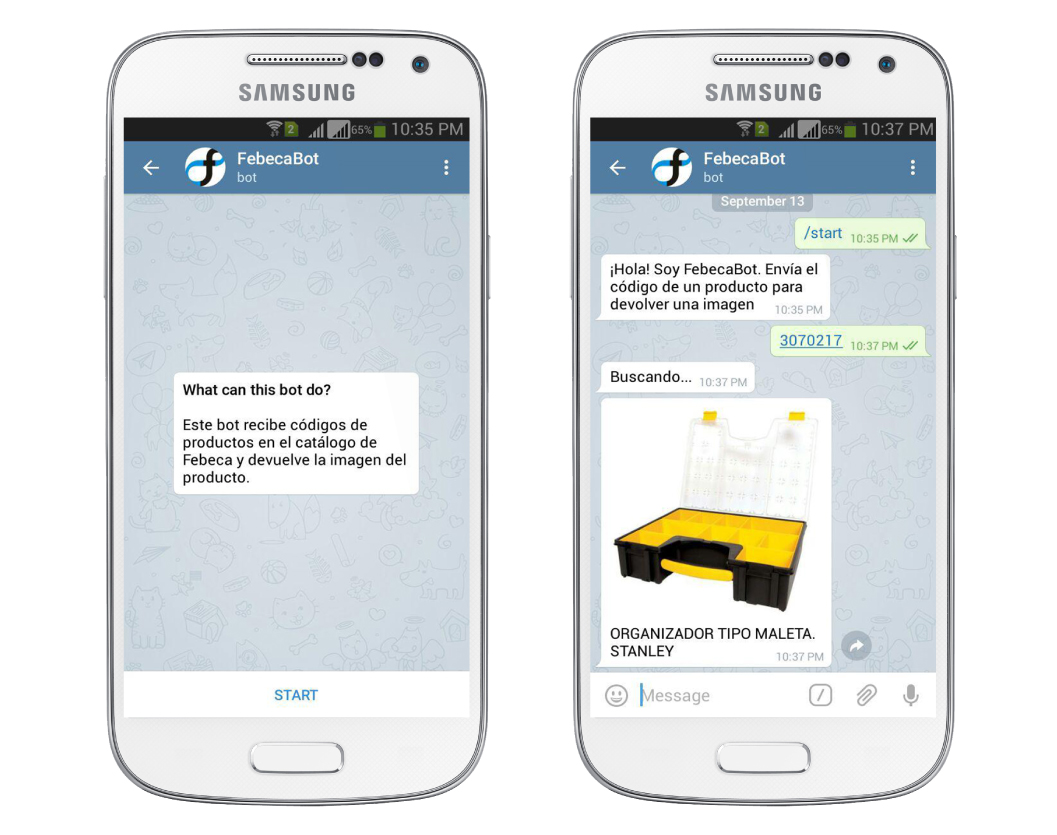 SAMSUNG
2
65%
10:35 PM
FebecaBot
bot
What can this bot do?
Este bot recibe códigos de
productos en el catálogo de
Febeca y devuelve la imagen del
producto.
START
SAMSUNG
2
65%
10:37 PM
FebecaBot
bot
September 13
/start 10:35 PM
¡Hola! Soy FebecaBot. Envía el
código de un producto para
devolver una imagen 10:35 PM
3070217 10:37 PM
Buscando... 10:37 PM
ORGANIZADOR TIPO MALETA.
STANLEY 10:37 PM
Message